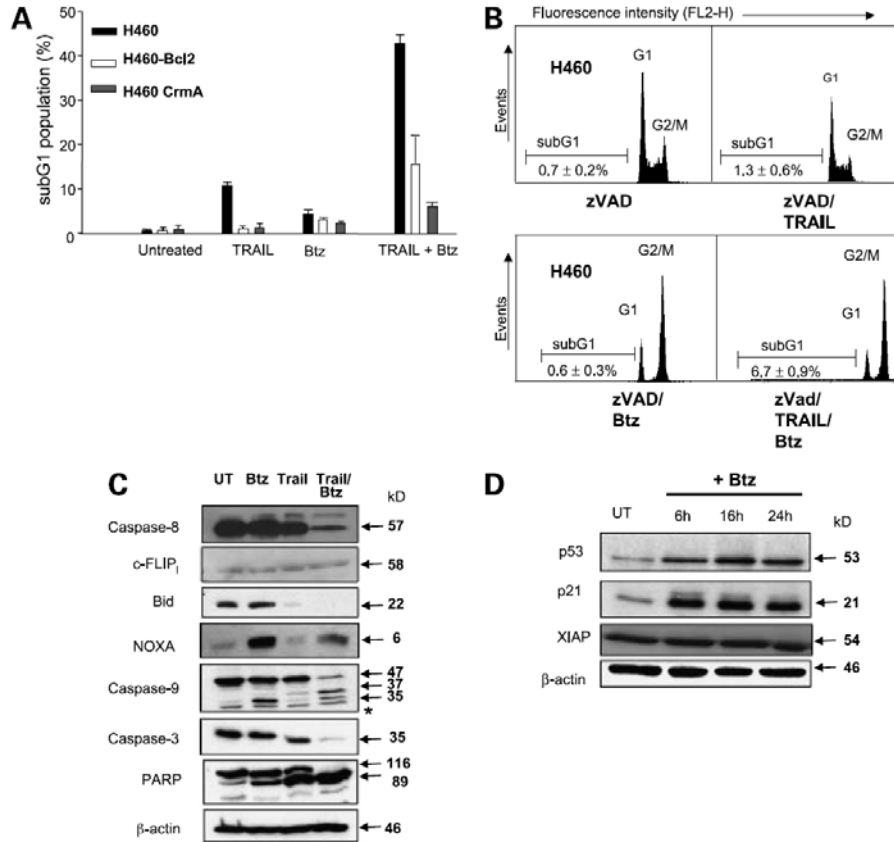 A
subG1 population (%)
50
40
30
20
10
0
H460
H460-Bcl2
H460 CrmA
Untreated TRAIL Btz TRAIL + Btz
B
Fluorescence intensity (FL2-H)
Events
H460
G1
G2/M
subG1
0.7 ± 0.2%
zVAD
G1
G2/M
subG1
1.3 ± 0.6%
zVAD/
TRAIL
Events
H460
G2/M
G1
subG1
0.6 ± 0.3%
zVAD/
Btz
G2/M
G1
subG1
6.7 ± 0.9%
zVad/
TRAIL/
Btz
C
UT Btz Trail Trail/
Btz
kD
Caspase-8 57
c-FLIPl 58
Bid 22
NOXA 6
Caspase-9 47
37
35
*
Caspase-3 35
PARP 116
89
β-actin 46
D
+ Btz
UT 6h 16h 24h kD
p53 53
p21 21
XIAP 54
β-actin 46